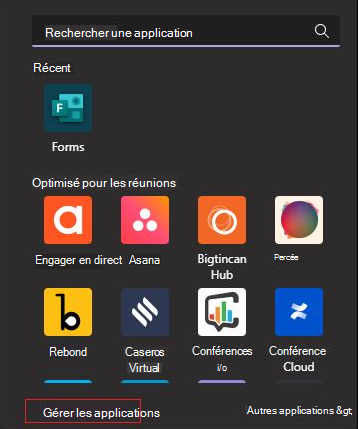 Rechercher une application
Récent
Forms
Optimisé pour les réunions
Engager en direct Asana Bigtincan Percée
Hub
Rebond Caseros Conférences Conférence
Virtual i/o Cloud
Gérer les applications Autres applications &gt;